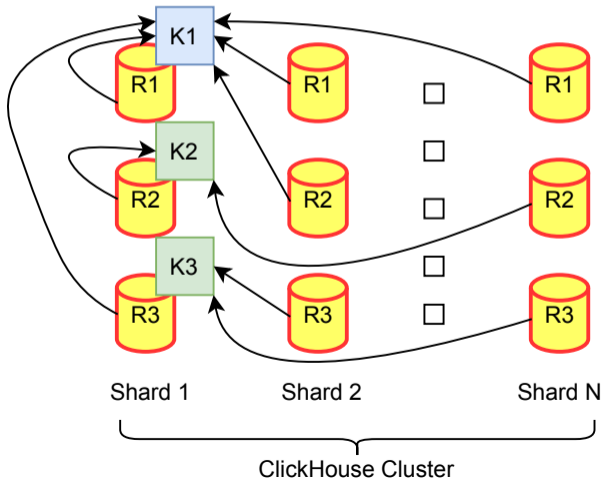 K1
R1
R1
R1
K2
R2
R2
R2
K3
R3
R3
R3
Shard 1
Shard 2
Shard N
ClickHouse Cluster